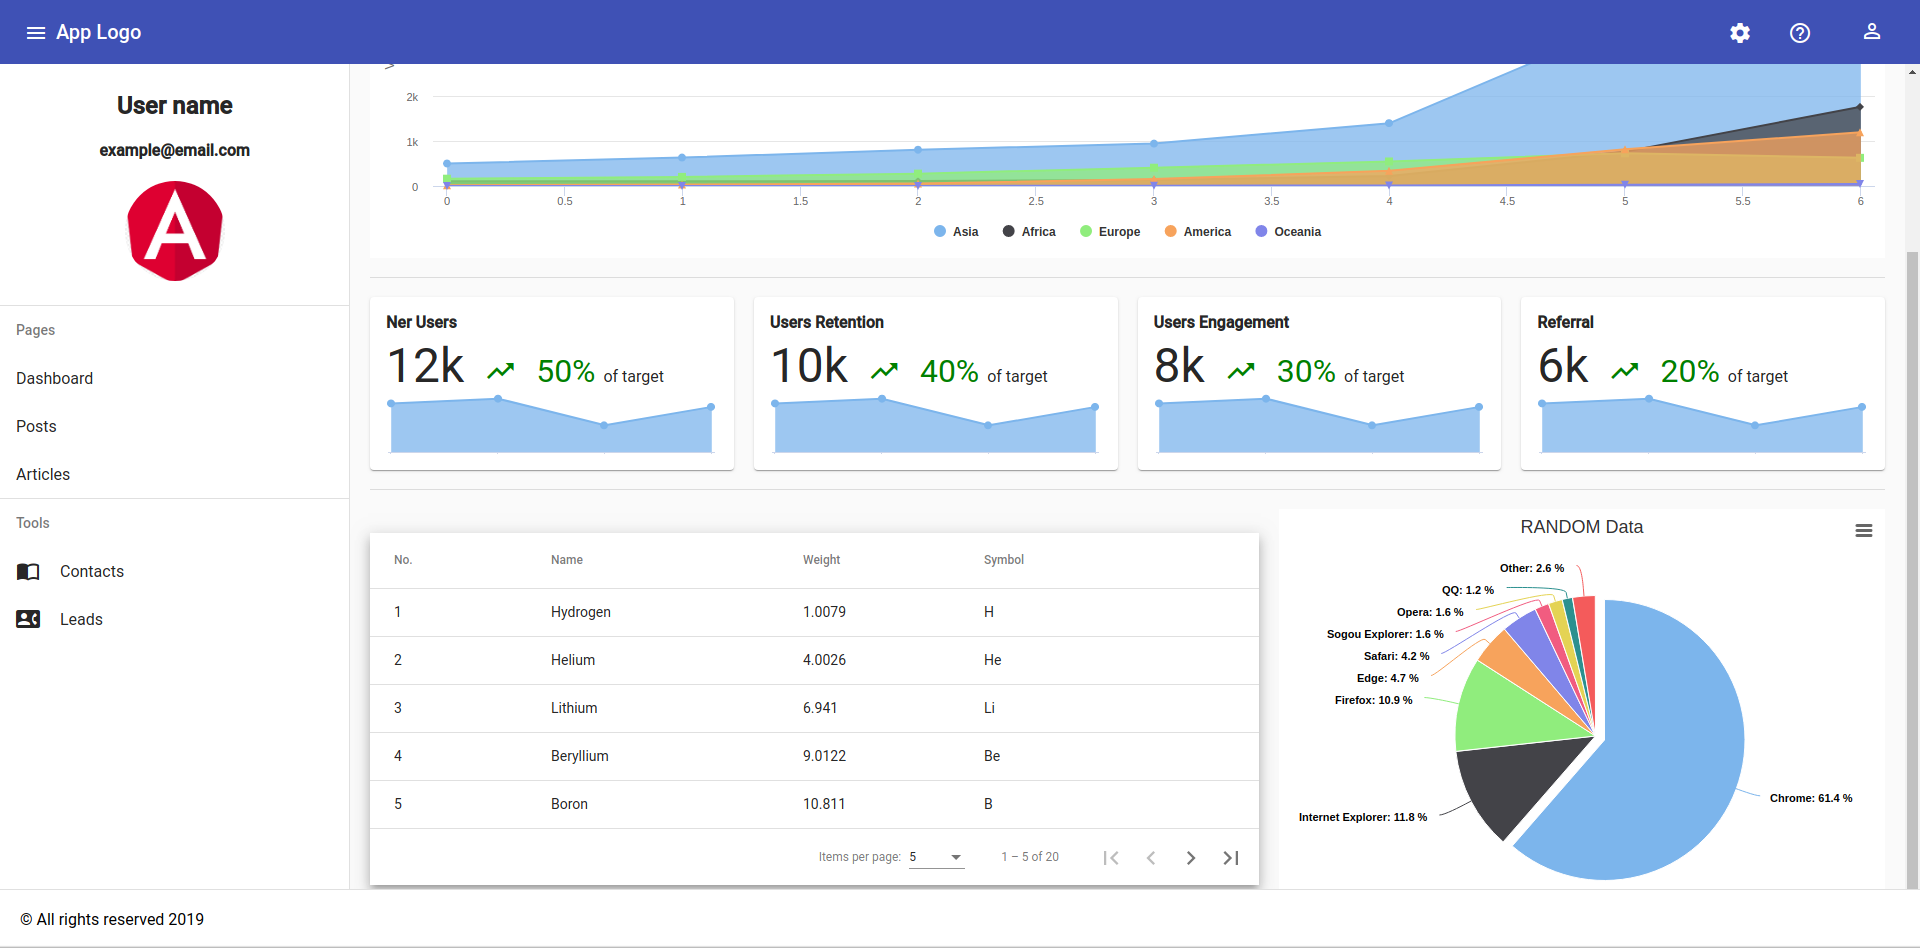 App Logo
User name
example@email.com
Pages
Dashboard
Posts
Articles
Tools
Contacts
Leads
2k
1k
0
0 0.5 1 1.5 2 2.5 3 3.5 4 4.5 5 5.5 6
Asia Africa Europe America Oceania
Ner Users
12k 50% of target
Users Retention
10k 40% of target
Users Engagement
8k 30% of target
Referral
6k 20% of target
No. Name Weight Symbol
1 Hydrogen 1.0079 H
2 Helium 4.0026 He
3 Lithium 6.941 Li
4 Beryllium 9.0122 Be
5 Boron 10.811 B
Items per page: 5 1 – 5 of 20
RANDOM Data
Other: 2.6 %
QQ: 1.2 %
Opera: 1.6 %
Sogou Explorer: 1.6 %
Safari: 4.2 %
Edge: 4.7 %
Firefox: 10.9 %
Chrome: 61.4 %
Internet Explorer: 11.8 %
© All rights reserved 2019